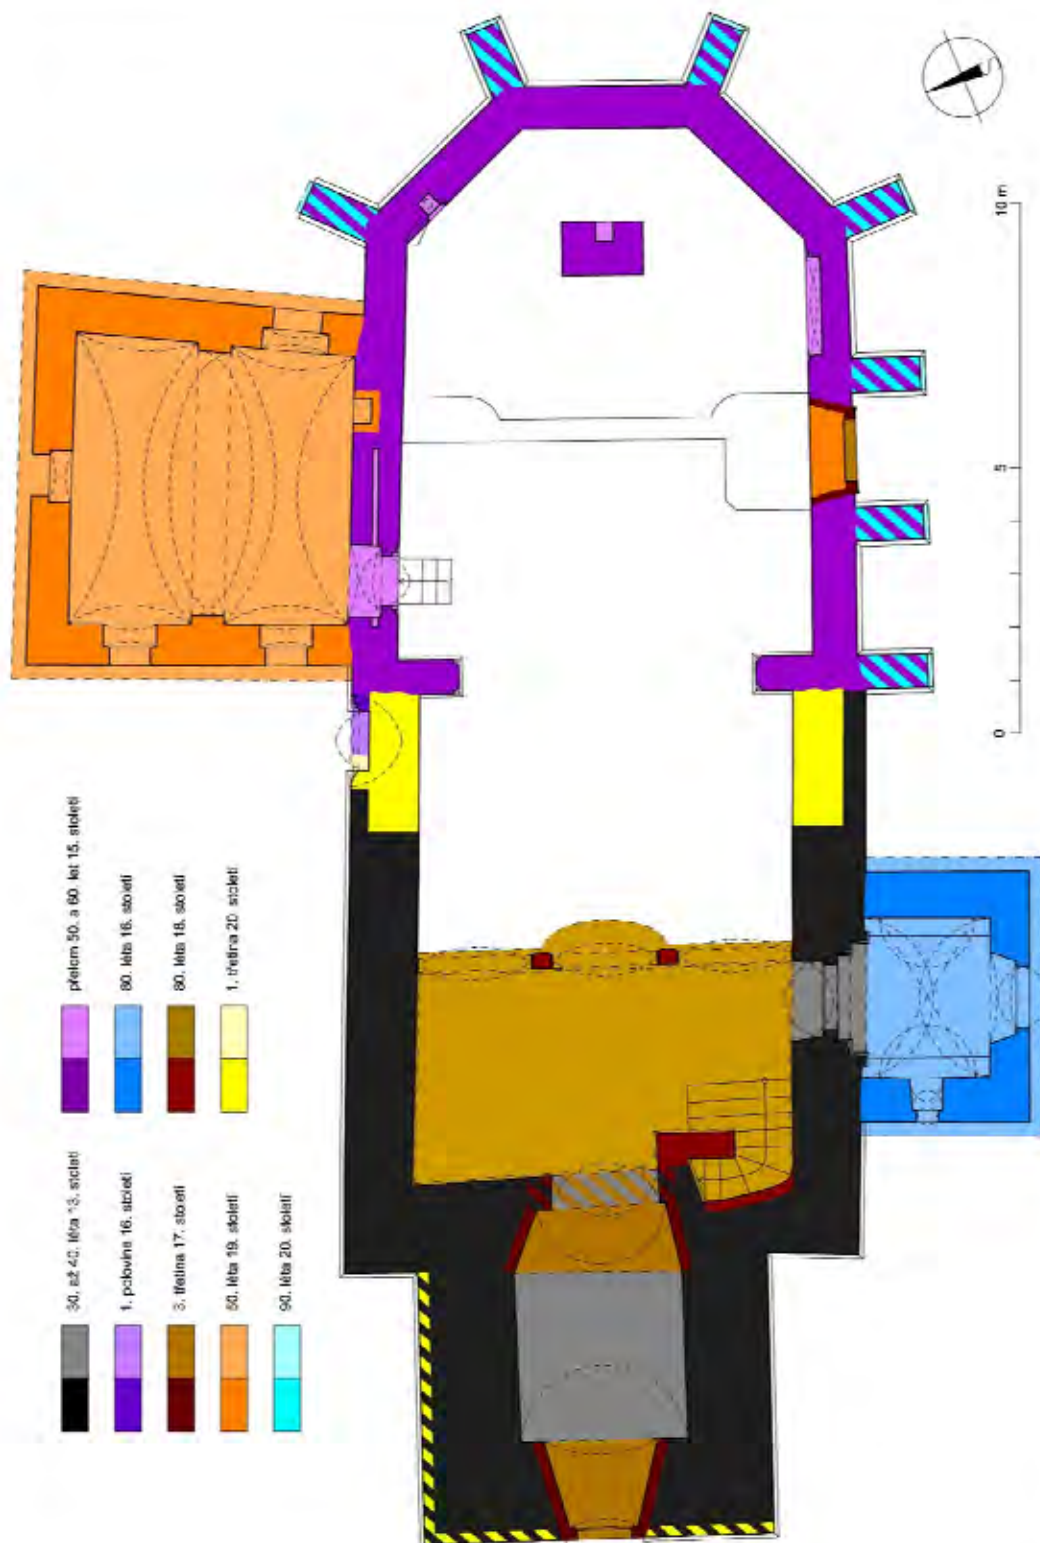 30. až 40. léta 13. století
1. polovina 16. století
3. třetina 17. století
50. léta 19. století
90. léta 20. století
přelom 50. a 60. let 15. století
80. léta 16. století
80. léta 18. století
1. třetina 20. století
0
5
10 m